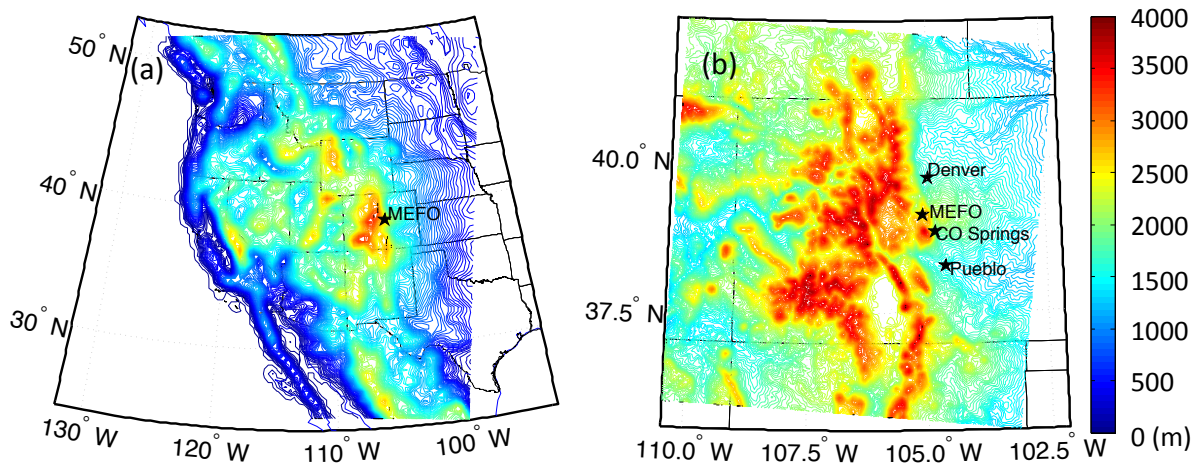 (a)
50° N
40° N
30° N
130° W
120° W
110° W
100° W
MEFO
(b)
40.0° N
37.5° N
110.0° W
107.5° W
105.0° W
102.5° W
Denver
MEFO
CO Springs
Pueblo
4000
3500
3000
2500
2000
1500
1000
500
0 (m)